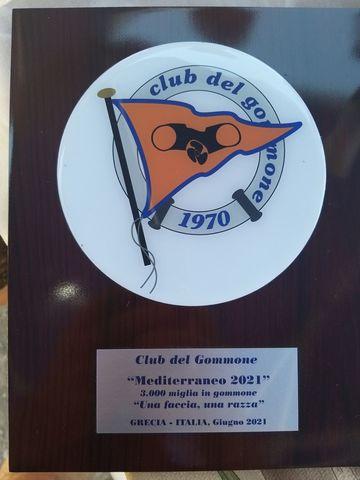 club del gommone
1970
Club del Gommone
"Mediterraneo 2021"
3.000 miglia in gommone
"Una faccia, una razza"
GRECIA - ITALIA, Giugno 2021